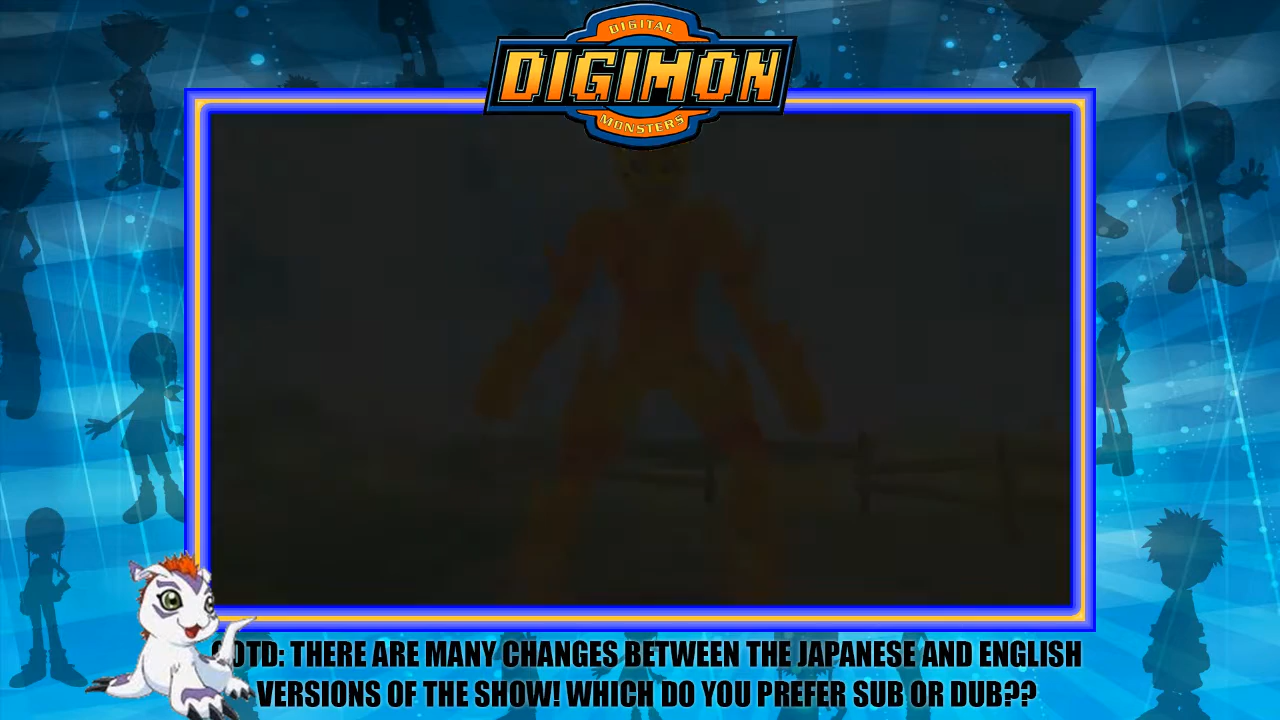 DIGITAL
DIGIMON
MONSTERS
QOTD: THERE ARE MANY CHANGES BETWEEN THE JAPANESE AND ENGLISH
VERSIONS OF THE SHOW! WHICH DO YOU PREFER SUB OR DUB??